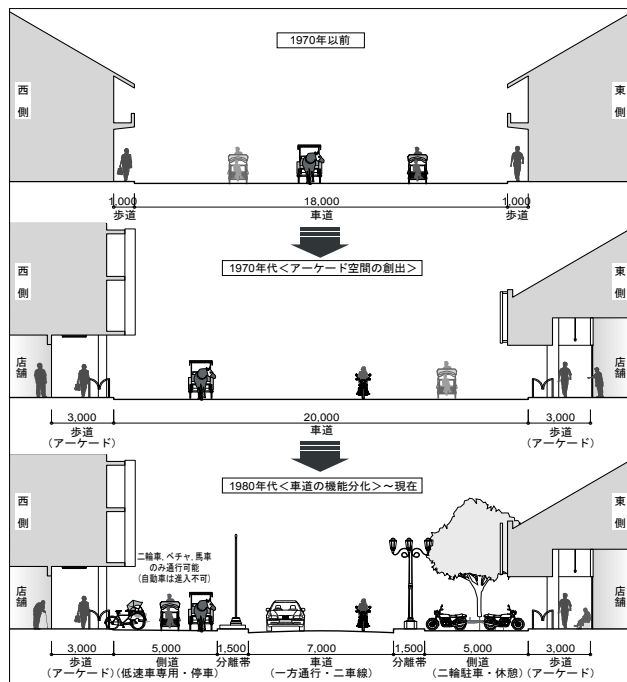 1970年以前
西側
東側
1,000 18,000 1,000
歩道 車道 歩道
1970年代<アーケード空間の創出>
西側
東側
店舗
店舗
3,000 20,000 3,000
歩道 車道 歩道
(アーケード) (アーケード)
1980年代<車道の機能分化>~現在
西側
東側
二輪車、ベチャ、馬車
のみ通行可能
(自動車は進入不可)
店舗
店舗
3,000 5,000 1,500 7,000 1,500 5,000 3,000
歩道 側道 分離帯 車道 分離帯 側道 歩道
(アーケード) (低速車専用・停車) (一方通行・二車線) (二輪駐車・休憩) (アーケード)